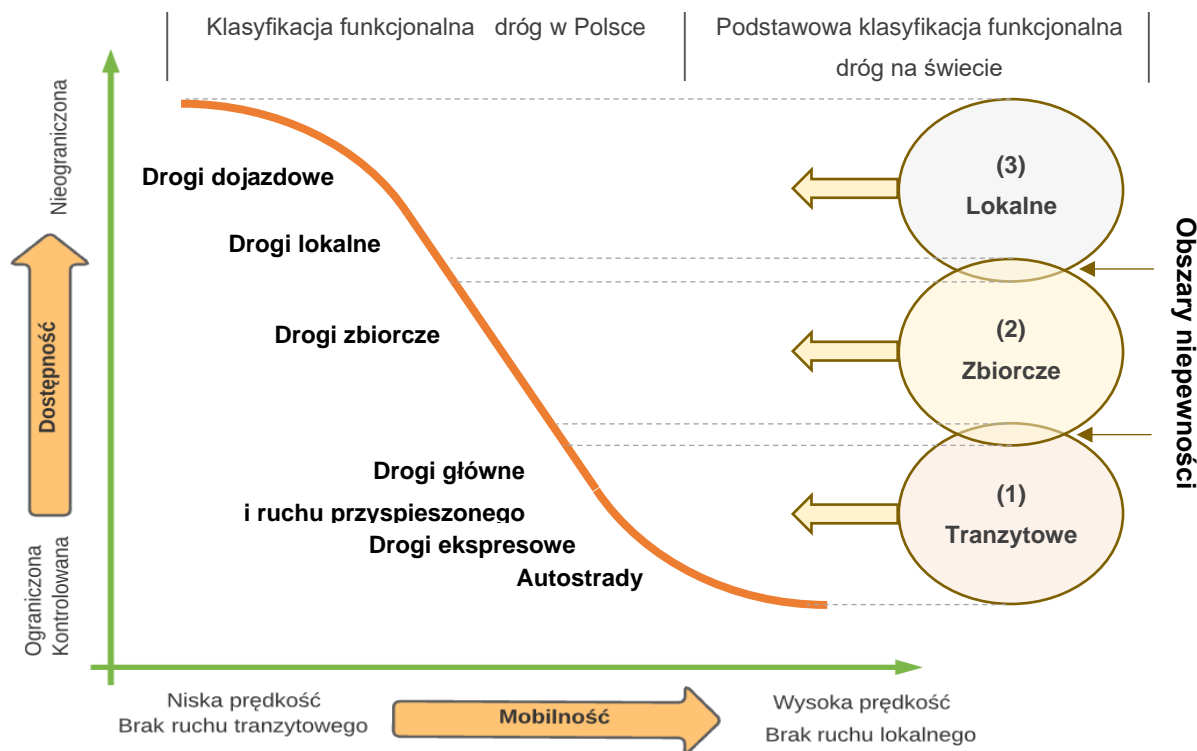 Klasyfikacja funkcjonalna dróg w Polsce
Podstawowa klasyfikacja funkcjonalna
dróg na świecie
Nieograniczona
Dostępność
Ograniczona
Kontrolowana
Drogi dojazdowe
Drogi lokalne
Drogi zbiorcze
Drogi główne
i ruchu przyspieszonego
Drogi ekspresowe
Autostrady
(3)
Lokalne
(2)
Zbiorcze
(1)
Tranzytowe
Obszary niepewności
Niska prędkość
Brak ruchu tranzytowego
Mobilność
Wysoka prędkość
Brak ruchu lokalnego